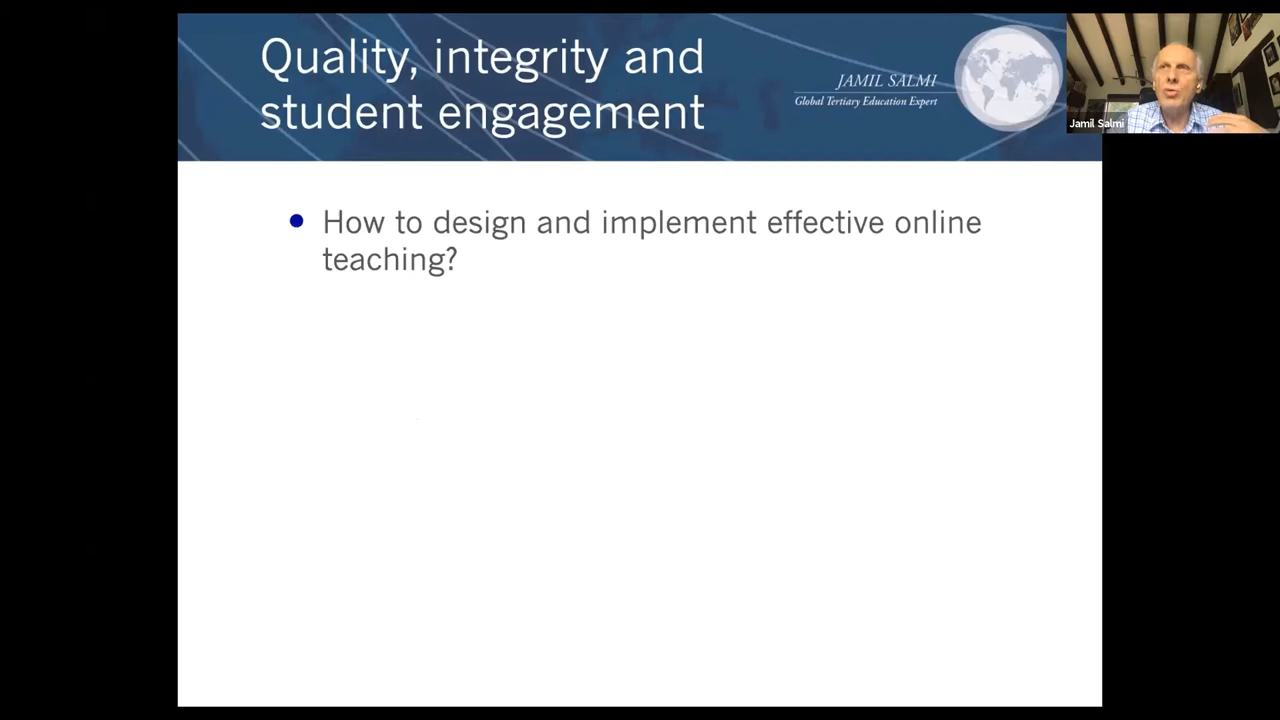 Quality, integrity and
student engagement
JAMIL SALMI
Global Tertiary Education Expert
Jamil Salmi
• How to design and implement effective online
teaching?